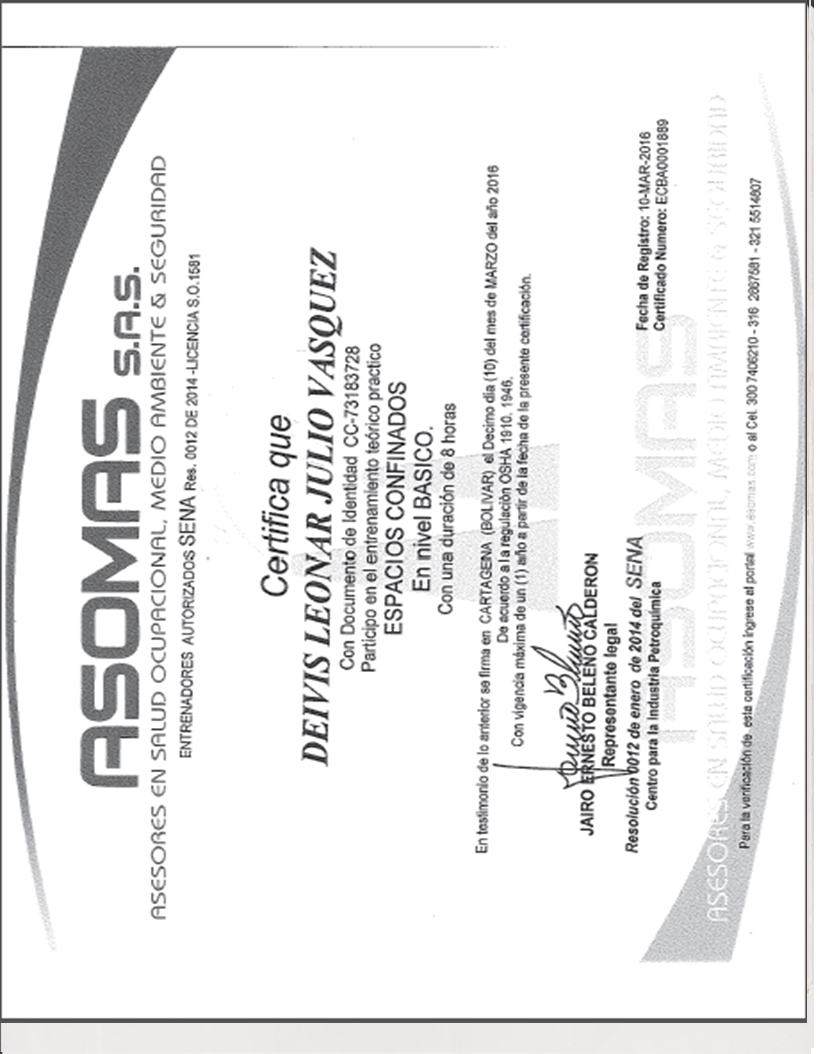 ASOMAS S.A.S.
ASESORES EN SALUD OCUPACIONAL, MEDIO AMBIENTE & SEGURIDAD
ENTRENADORES AUTORIZADOS SENA Res. 0012 DE 2014 -LICENCIA S.O.1581
Certifica que
DEIVIS LEONAR JULIO VASQUEZ
Con Documento de Identidad CC-73183728
Participo en el entrenamiento teórico practico
ESPACIOS CONFINADOS
En nivel BASICO.
Con una duración de 8 horas
En testimonio de lo anterior se firma en CARTAGENA (BOLIVAR) el Decimo día (10) del mes de MARZO del año 2016
De acuerdo a la regulación OSHA 1910. 1946.
Con vigencia máxima de un (1) año a partir de la fecha de la presente certificación.
JAIRO ERNESTO BELEÑO CALDERON
Representante legal
Resolución 0012 de enero de 2014 del SENA
Centro para la Industria Petroquímica
Fecha de Registro: 10-MAR-2016
Certificado Numero: ECBA0001889
ASOMAS
ASESORES EN SALUD OCUPACIONAL, MEDIO AMBIENTE & SEGURIDAD
Para la verificación de esta certificación ingrese al portal www.asomas.com o al Cel. 300 7406210 - 316 2867581 - 321 5514807